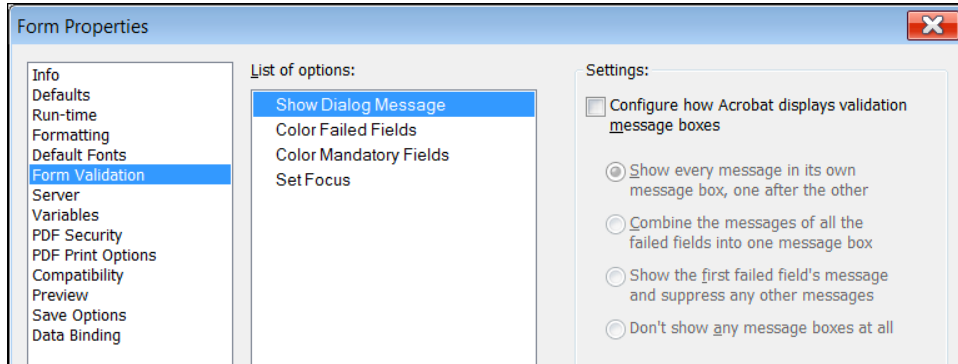 Form Properties
Info
Defaults
Run-time
Formatting
Default Fonts
Form Validation
Server
Variables
PDF Security
PDF Print Options
Compatibility
Preview
Save Options
Data Binding
List of options:
Show Dialog Message
Color Failed Fields
Color Mandatory Fields
Set Focus
Settings:
Configure how Acrobat displays validation
message boxes
Show every message in its own
message box, one after the other
Combine the messages of all the
failed fields into one message box
Show the first failed field's message
and suppress any other messages
Don't show any message boxes at all